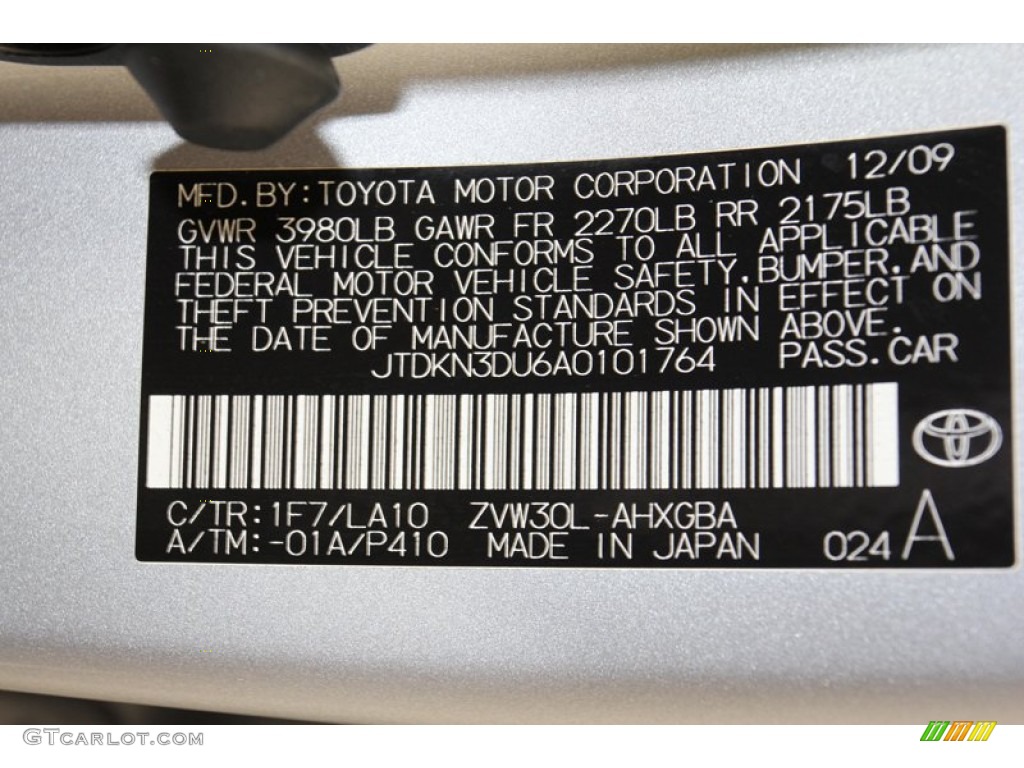 MFD. BY: TOYOTA MOTOR CORPORATION 12/09
GVWR 3980LB GAWR FR 2270LB RR 2175LB
THIS VEHICLE CONFORMS TO ALL APPLICABLE
FEDERAL MOTOR VEHICLE SAFETY, BUMPER, AND
THEFT PREVENTION STANDARDS IN EFFECT ON
THE DATE OF MANUFACTURE SHOWN ABOVE.
JTDKN3DU6A0101764 PASS. CAR
C/TR: 1F7/LA10 ZVW30L-AHXGBA
A/TM: -01A/P410 MADE IN JAPAN 024 A
GTCARLOT.COM